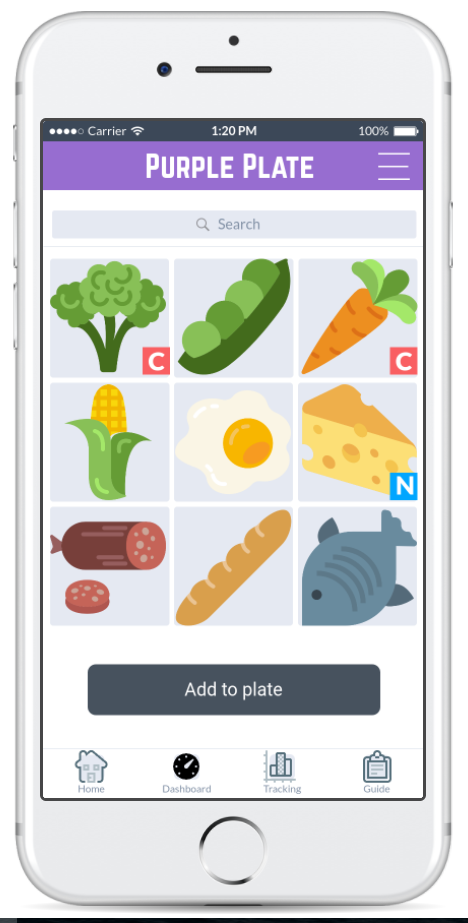 Carrier 1:20 PM 100%
PURPLE PLATE
Search
C
C
N
Add to plate
Home Dashboard Tracking Guide